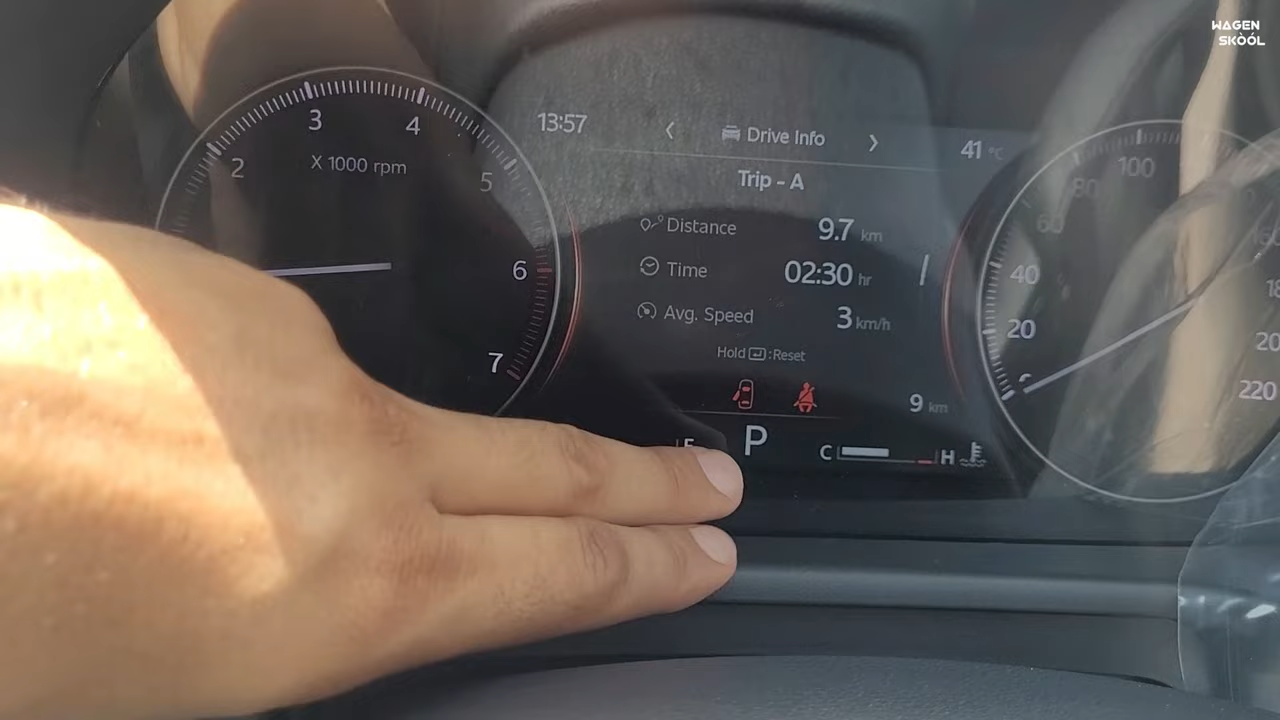 WAGEN
SKÒÓL
13:57
Drive Info
41 °C
Trip - A
Distance 9.7 km
Time 02:30 hr
Avg. Speed 3 km/h
Hold :Reset
9 km
P
C H
2 3 4 5 6 7
X 1000 rpm
20 40 60 80 100
220